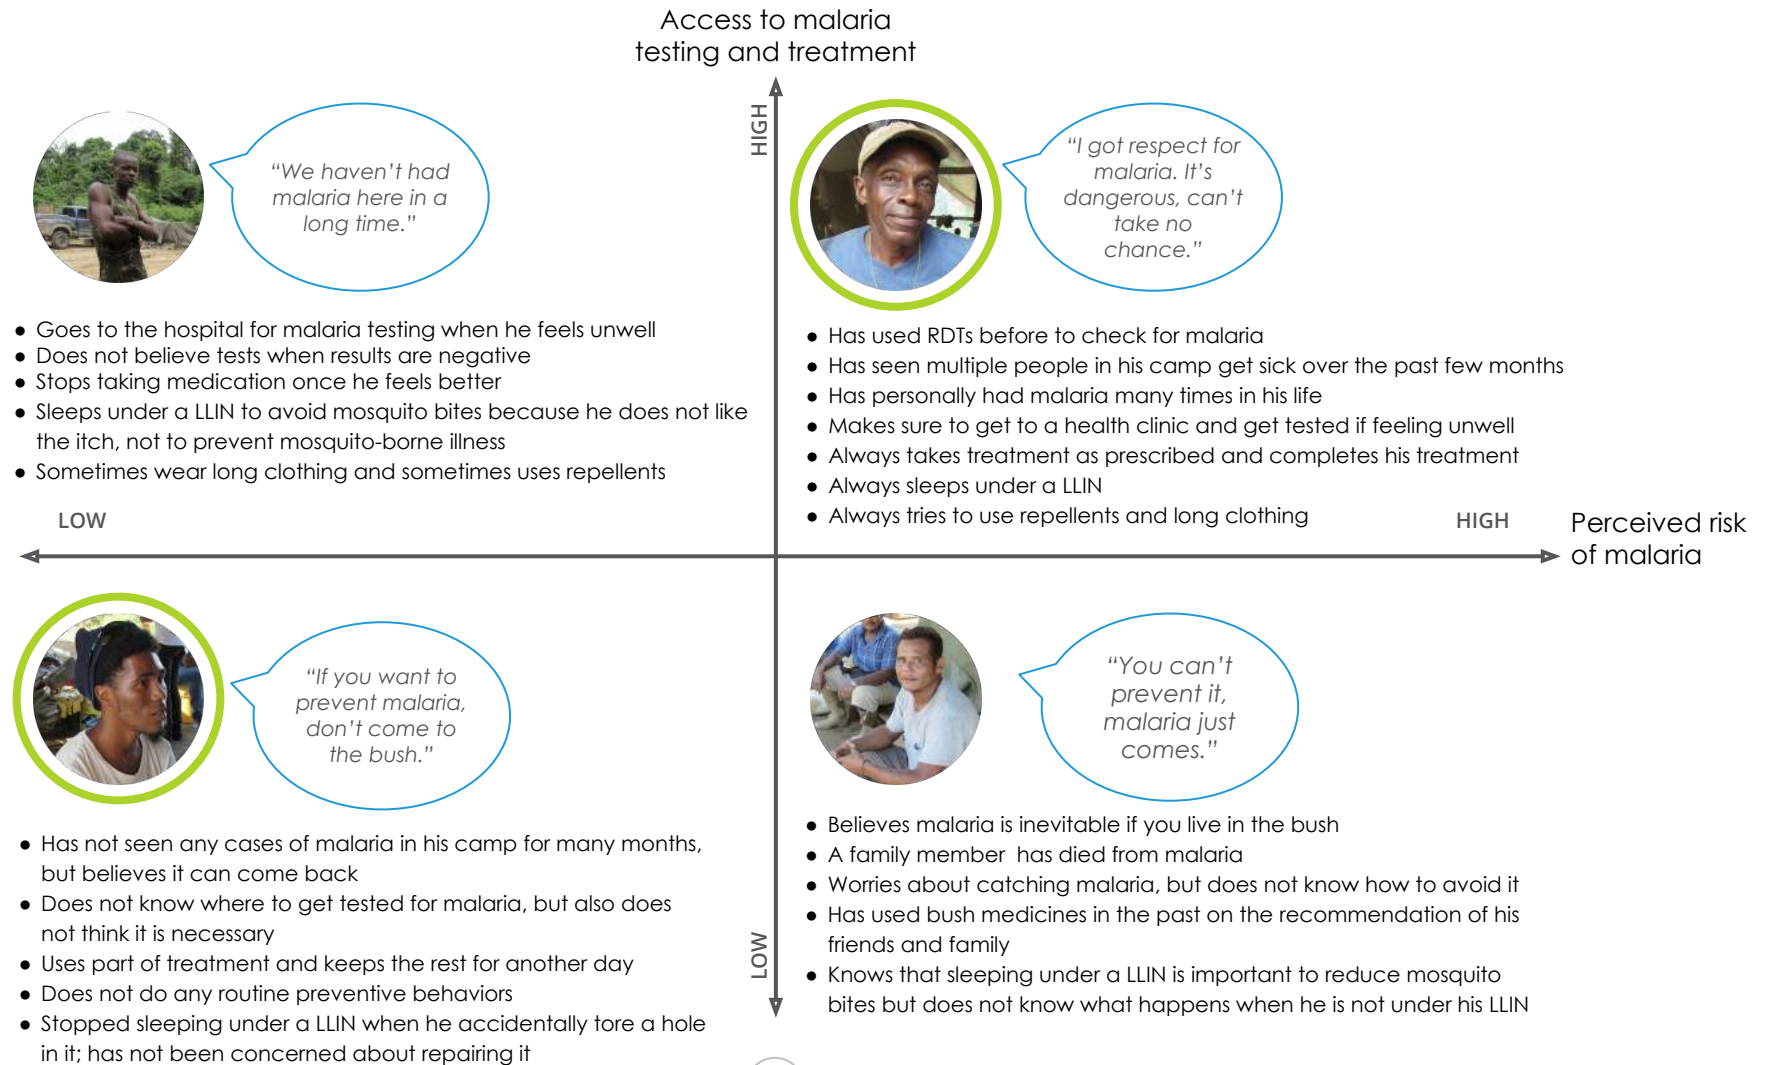 Access to malaria
testing and treatment
HIGH
“We haven’t had
malaria here in a
long time.”
● Goes to the hospital for malaria testing when he feels unwell
● Does not believe tests when results are negative
● Stops taking medication once he feels better
● Sleeps under a LLIN to avoid mosquito bites because he does not like
the itch, not to prevent mosquito-borne illness
● Sometimes wear long clothing and sometimes uses repellents
“I got respect for
malaria. It’s
dangerous, can’t
take no
chance.”
● Has used RDTs before to check for malaria
● Has seen multiple people in his camp get sick over the past few months
● Has personally had malaria many times in his life
● Makes sure to get to a health clinic and get tested if feeling unwell
● Always takes treatment as prescribed and completes his treatment
● Always sleeps under a LLIN
● Always tries to use repellents and long clothing
LOW
HIGH
Perceived risk
of malaria
“If you want to
prevent malaria,
don’t come to
the bush.”
● Has not seen any cases of malaria in his camp for many months,
but believes it can come back
● Does not know where to get tested for malaria, but also does
not think it is necessary
● Uses part of treatment and keeps the rest for another day
● Does not do any routine preventive behaviors
● Stopped sleeping under a LLIN when he accidentally tore a hole
in it; has not been concerned about repairing it
“You can’t
prevent it,
malaria just
comes.”
● Believes malaria is inevitable if you live in the bush
● A family member has died from malaria
● Worries about catching malaria, but does not know how to avoid it
● Has used bush medicines in the past on the recommendation of his
friends and family
● Knows that sleeping under a LLIN is important to reduce mosquito
bites but does not know what happens when he is not under his LLIN
LOW